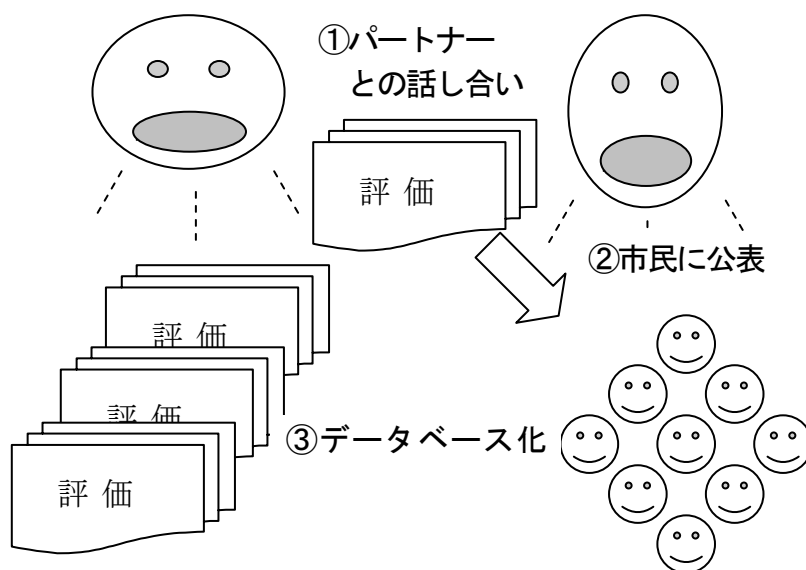 ①パートナー
との話し合い
評価
②市民に公表
評価
評価
③データベース化
評価